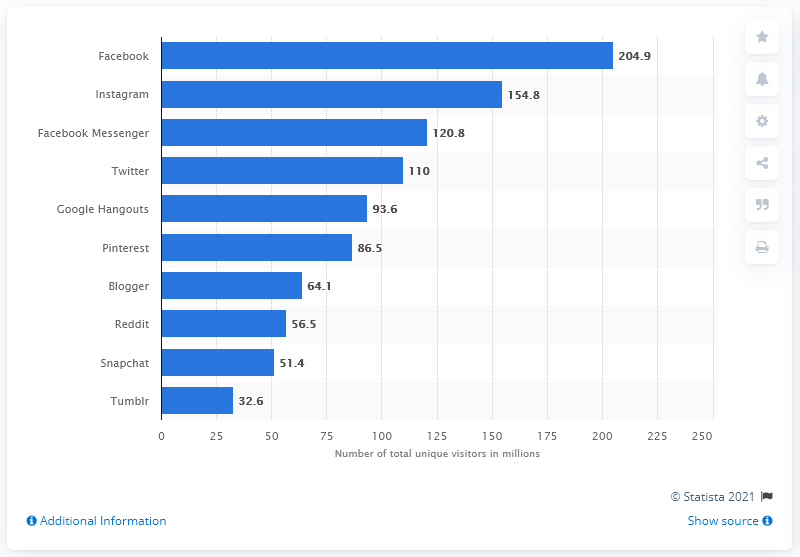 Facebook 204.9
Instagram 154.8
Facebook Messenger 120.8
Twitter 110
Google Hangouts 93.6
Pinterest 86.5
Blogger 64.1
Reddit 56.5
Snapchat 51.4
Tumblr 32.6
0 25 50 75 100 125 150 175 200 225 250
Number of total unique visitors in millions
© Statista 2021
Additional Information
Show source